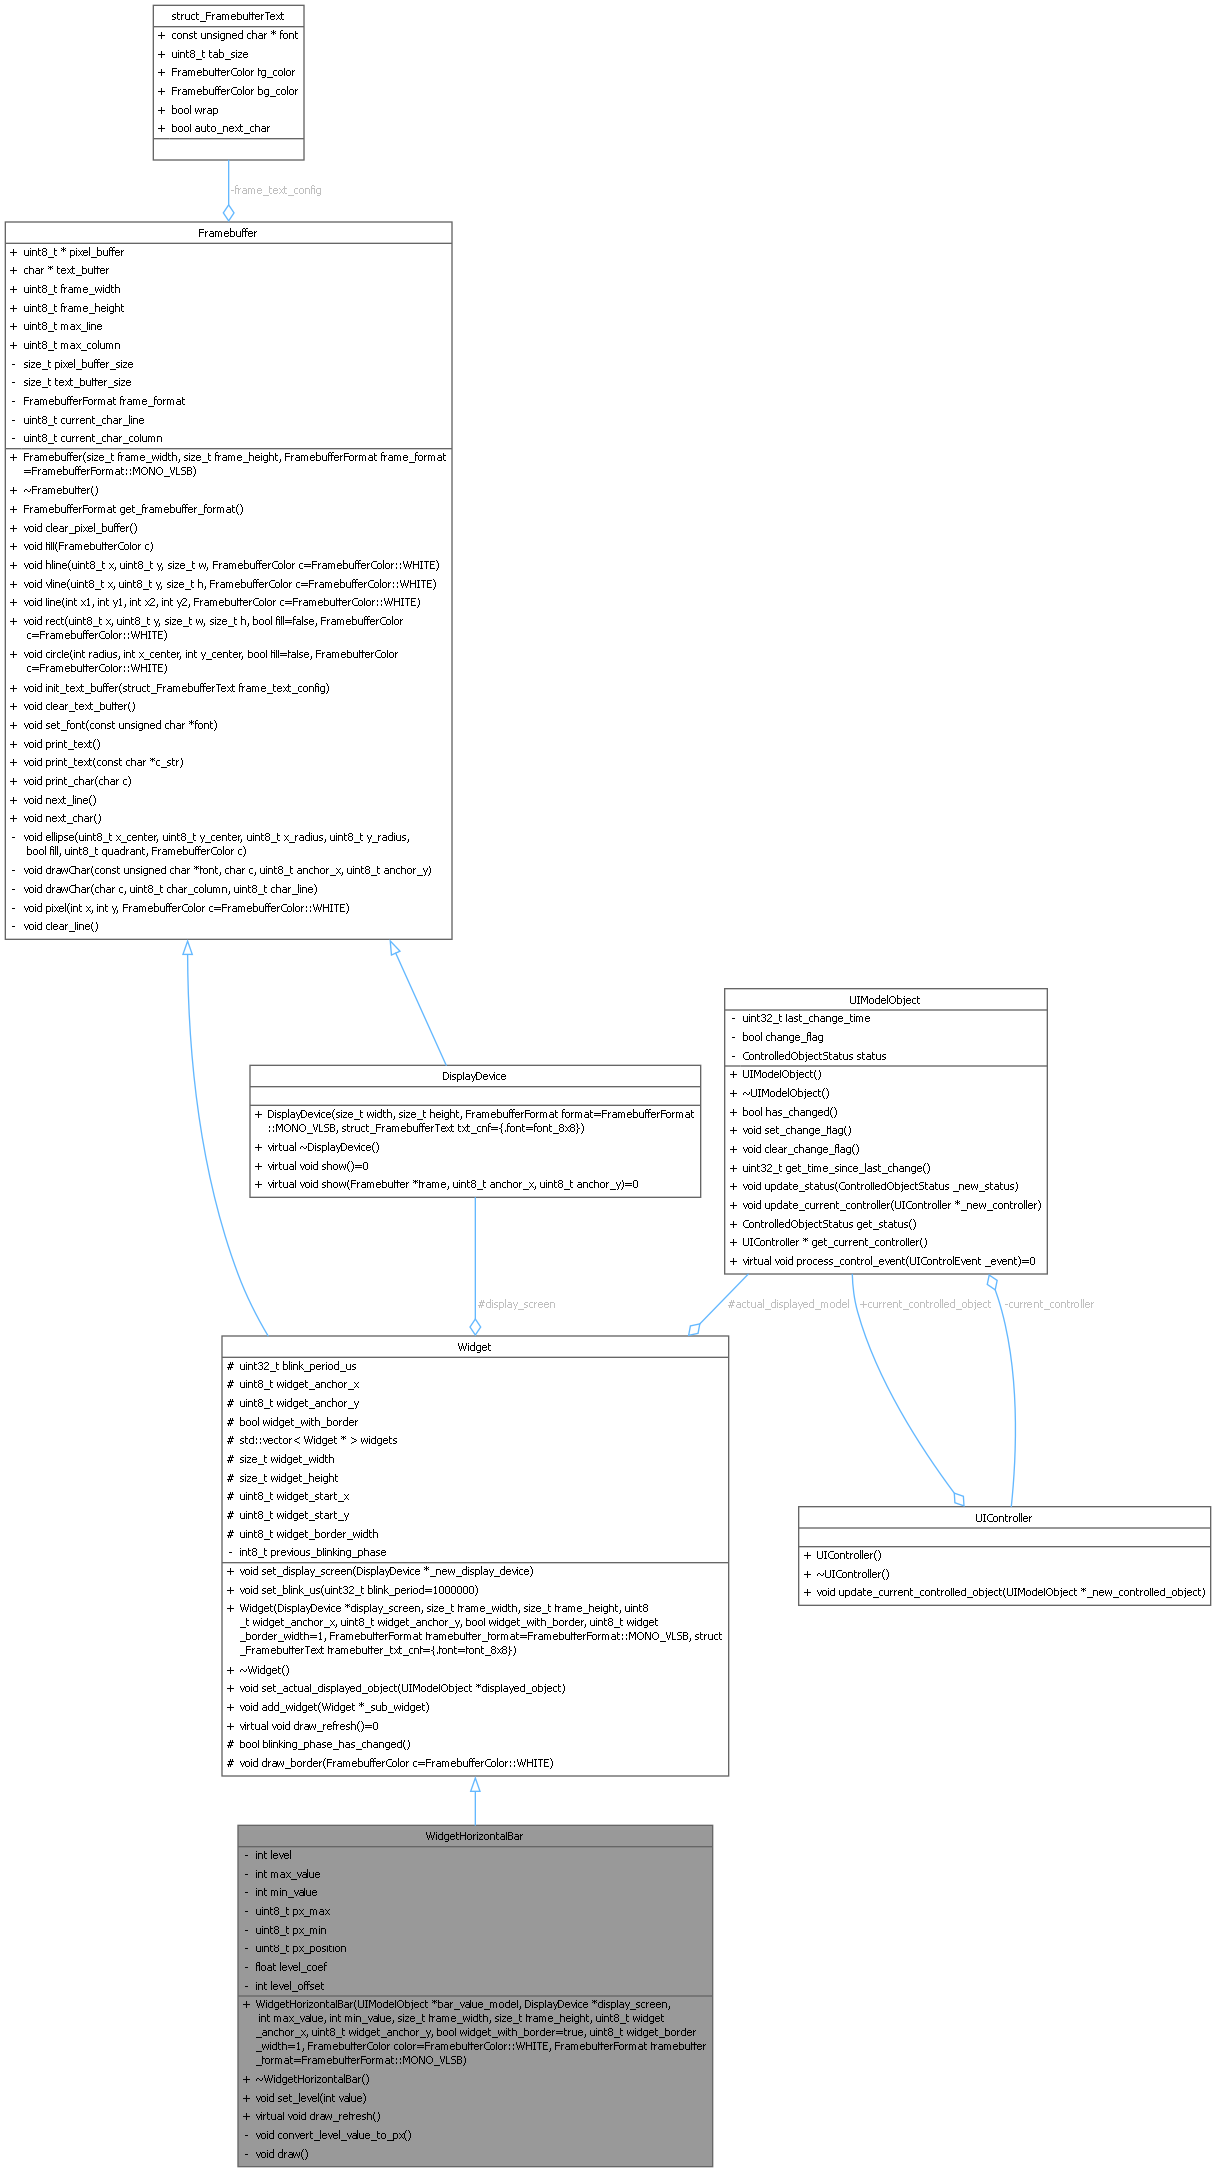 struct_FramebufferText
+ const unsigned char * font
+ uint8_t tab_size
+ FramebufferColor fg_color
+ FramebufferColor bg_color
+ bool wrap
+ bool auto_next_char
-frame_text_config
Framebuffer
+ uint8_t * pixel_buffer
+ char * text_buffer
+ uint8_t frame_width
+ uint8_t frame_height
+ uint8_t max_line
+ uint8_t max_column
- size_t pixel_buffer_size
- size_t text_buffer_size
- FramebufferFormat frame_format
- uint8_t current_char_line
- uint8_t current_char_column
+ Framebuffer(size_t frame_width, size_t frame_height, FramebufferFormat frame_format
=FramebufferFormat::MONO_VLSB)
+ ~Framebuffer()
+ FramebufferFormat get_framebuffer_format()
+ void clear_pixel_buffer()
+ void fill(FramebufferColor c)
+ void hline(uint8_t x, uint8_t y, size_t w, FramebufferColor c=FramebufferColor::WHITE)
+ void vline(uint8_t x, uint8_t y, size_t h, FramebufferColor c=FramebufferColor::WHITE)
+ void line(int x1, int y1, int x2, int y2, FramebufferColor c=FramebufferColor::WHITE)
+ void rect(uint8_t x, uint8_t y, size_t w, size_t h, bool fill=false, FramebufferColor
c=FramebufferColor::WHITE)
+ void circle(int radius, int x_center, int y_center, bool fill=false, FramebufferColor
c=FramebufferColor::WHITE)
+ void init_text_buffer(struct_FramebufferText frame_text_config)
+ void clear_text_buffer()
+ void set_font(const unsigned char *font)
+ void print_text()
+ void print_text(const char *c_str)
+ void print_char(char c)
+ void next_line()
+ void next_char()
- void ellipse(uint8_t x_center, uint8_t y_center, uint8_t x_radius, uint8_t y_radius,
bool fill, uint8_t quadrant, FramebufferColor c)
- void drawChar(const unsigned char *font, char c, uint8_t anchor_x, uint8_t anchor_y)
- void drawChar(char c, uint8_t char_column, uint8_t char_line)
- void pixel(int x, int y, FramebufferColor c=FramebufferColor::WHITE)
- void clear_line()
UIModelObject
- uint32_t last_change_time
- bool change_flag
- ControlledObjectStatus status
+ UIModelObject()
+ ~UIModelObject()
+ bool has_changed()
+ void set_change_flag()
+ void clear_change_flag()
+ uint32_t get_time_since_last_change()
+ void update_status(ControlledObjectStatus _new_status)
+ void update_current_controller(UIController *_new_controller)
+ ControlledObjectStatus get_status()
+ UIController * get_current_controller()
+ virtual void process_control_event(UIControlEvent _event)=0
DisplayDevice
+ DisplayDevice(size_t width, size_t height, FramebufferFormat format=FramebufferFormat
::MONO_VLSB, struct_FramebufferText txt_cnf={.font=font_8x8})
+ virtual ~DisplayDevice()
+ virtual void show()=0
+ virtual void show(Framebuffer *frame, uint8_t anchor_x, uint8_t anchor_y)=0
#display_screen
#actual_displayed_model
+current_controlled_object
-current_controller
Widget
# uint32_t blink_period_us
# uint8_t widget_anchor_x
# uint8_t widget_anchor_y
# bool widget_with_border
# std::vector< Widget * > widgets
# size_t widget_width
# size_t widget_height
# uint8_t widget_start_x
# uint8_t widget_start_y
# uint8_t widget_border_width
- int8_t previous_blinking_phase
+ void set_display_screen(DisplayDevice *_new_display_device)
+ void set_blink_us(uint32_t blink_period=1000000)
+ Widget(DisplayDevice *display_screen, size_t frame_width, size_t frame_height, uint8
_t widget_anchor_x, uint8_t widget_anchor_y, bool widget_with_border, uint8_t widget
_border_width=1, FramebufferFormat framebuffer_format=FramebufferFormat::MONO_VLSB, struct
_FramebufferText framebuffer_txt_cnf={.font=font_8x8})
+ ~Widget()
+ void set_actual_displayed_object(UIModelObject *displayed_object)
+ void add_widget(Widget *_sub_widget)
+ virtual void draw_refresh()=0
# bool blinking_phase_has_changed()
# void draw_border(FramebufferColor c=FramebufferColor::WHITE)
UIController
+ UIController()
+ ~UIController()
+ void update_current_controlled_object(UIModelObject *_new_controlled_object)
WidgetHorizontalBar
- int level
- int max_value
- int min_value
- uint8_t px_max
- uint8_t px_min
- uint8_t px_position
- float level_coef
- int level_offset
+ WidgetHorizontalBar(UIModelObject *bar_value_model, DisplayDevice *display_screen,
int max_value, int min_value, size_t frame_width, size_t frame_height, uint8_t widget
_anchor_x, uint8_t widget_anchor_y, bool widget_with_border=true, uint8_t widget_border
_width=1, FramebufferColor color=FramebufferColor::WHITE, FramebufferFormat framebuffer
_format=FramebufferFormat::MONO_VLSB)
+ ~WidgetHorizontalBar()
+ void set_level(int value)
+ virtual void draw_refresh()
- void convert_level_value_to_px()
- void draw()